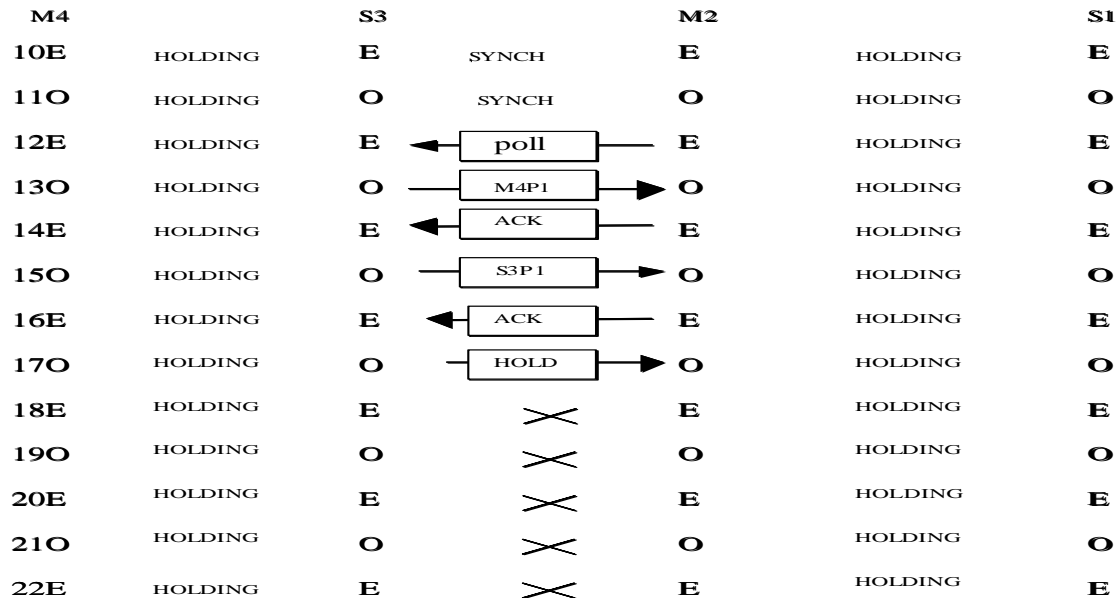 M4 S3 M2 S1
10E HOLDING E SYNCH E HOLDING E
11O HOLDING O SYNCH O HOLDING O
12E HOLDING E poll E HOLDING E
13O HOLDING O M4P1 O HOLDING O
14E HOLDING E ACK E HOLDING E
15O HOLDING O S3P1 O HOLDING O
16E HOLDING E ACK E HOLDING E
17O HOLDING O HOLD O HOLDING O
18E HOLDING E E HOLDING E
19O HOLDING O O HOLDING O
20E HOLDING E E HOLDING E
21O HOLDING O O HOLDING O
22E HOLDING E E HOLDING E